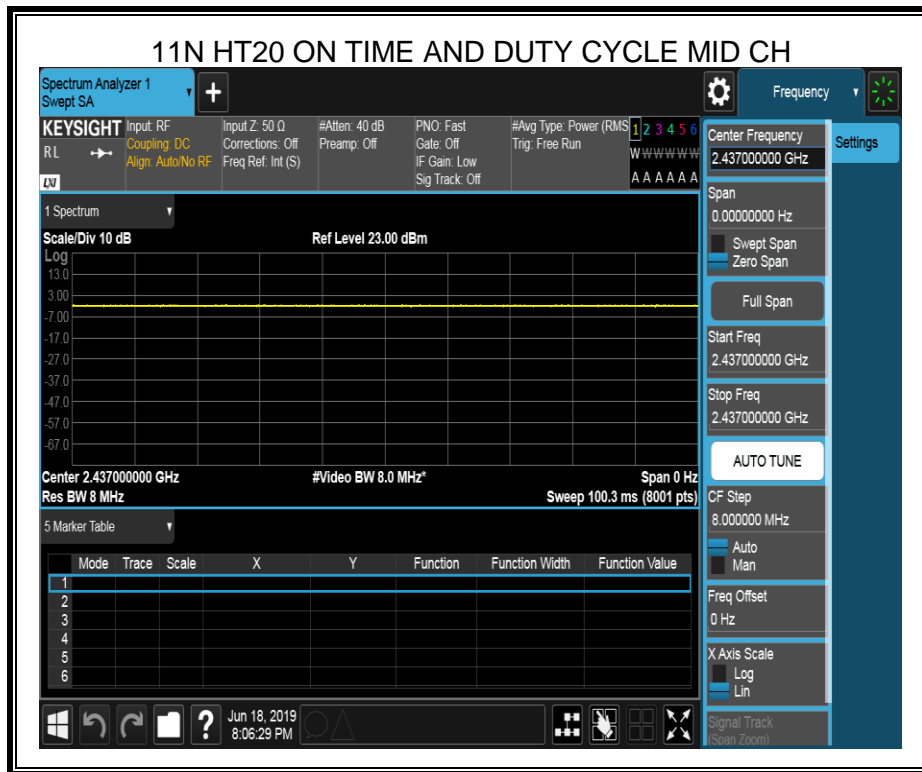 11N HT20 ON TIME AND DUTY CYCLE MID CH
Spectrum Analyzer 1
Swept SA
+
Frequency
KEYSIGHT
RL
LXI
Input: RF
Coupling: DC
Align: Auto/No RF
Input Z: 50 Ω
Corrections: Off
Freq Ref: Int (S)
#Atten: 40 dB
Preamp: Off
PNO: Fast
Gate: Off
IF Gain: Low
Sig Track: Off
#Avg Type: Power (RMS
Trig: Free Run
1 2 3 4 5 6
W W W W W W
A A A A A A
Center Frequency
2.437000000 GHz
Settings
Span
0.00000000 Hz
Swept Span
Zero Span
Full Span
Start Freq
2.437000000 GHz
Stop Freq
2.437000000 GHz
AUTO TUNE
CF Step
8.000000 MHz
Auto
Man
Freq Offset
0 Hz
X Axis Scale
Log
Lin
Signal Track
(Span Zoom)
1 Spectrum
Scale/Div 10 dB
Ref Level 23.00 dBm
Log
13.0
3.00
-7.00
-17.0
-27.0
-37.0
-47.0
-57.0
-67.0
Center 2.437000000 GHz
#Video BW 8.0 MHz*
Span 0 Hz
Res BW 8 MHz
Sweep 100.3 ms (8001 pts)
5 Marker Table
Mode Trace Scale X Y Function Function Width Function Value
1
2
3
4
5
6
?
Jun 18, 2019
8:06:29 PM